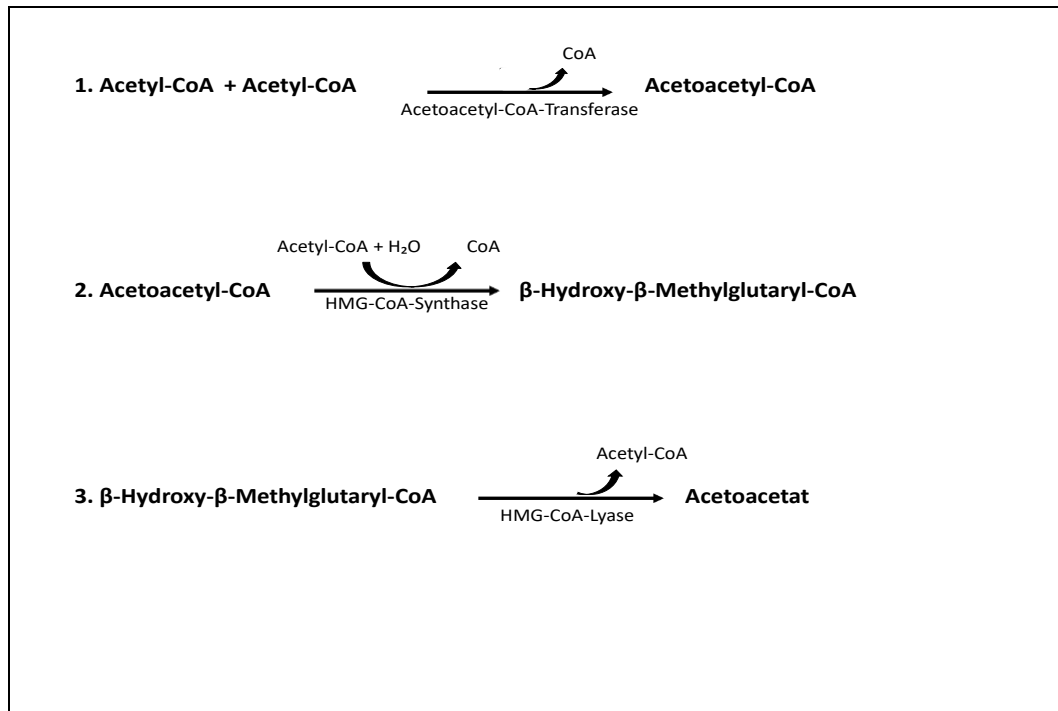 CoA
1. Acetyl-CoA + Acetyl-CoA Acetoacetyl-CoA
Acetoacetyl-CoA-Transferase
Acetyl-CoA + H₂O CoA
2. Acetoacetyl-CoA β-Hydroxy-β-Methylglutaryl-CoA
HMG-CoA-Synthase
Acetyl-CoA
3. β-Hydroxy-β-Methylglutaryl-CoA Acetoacetat
HMG-CoA-Lyase